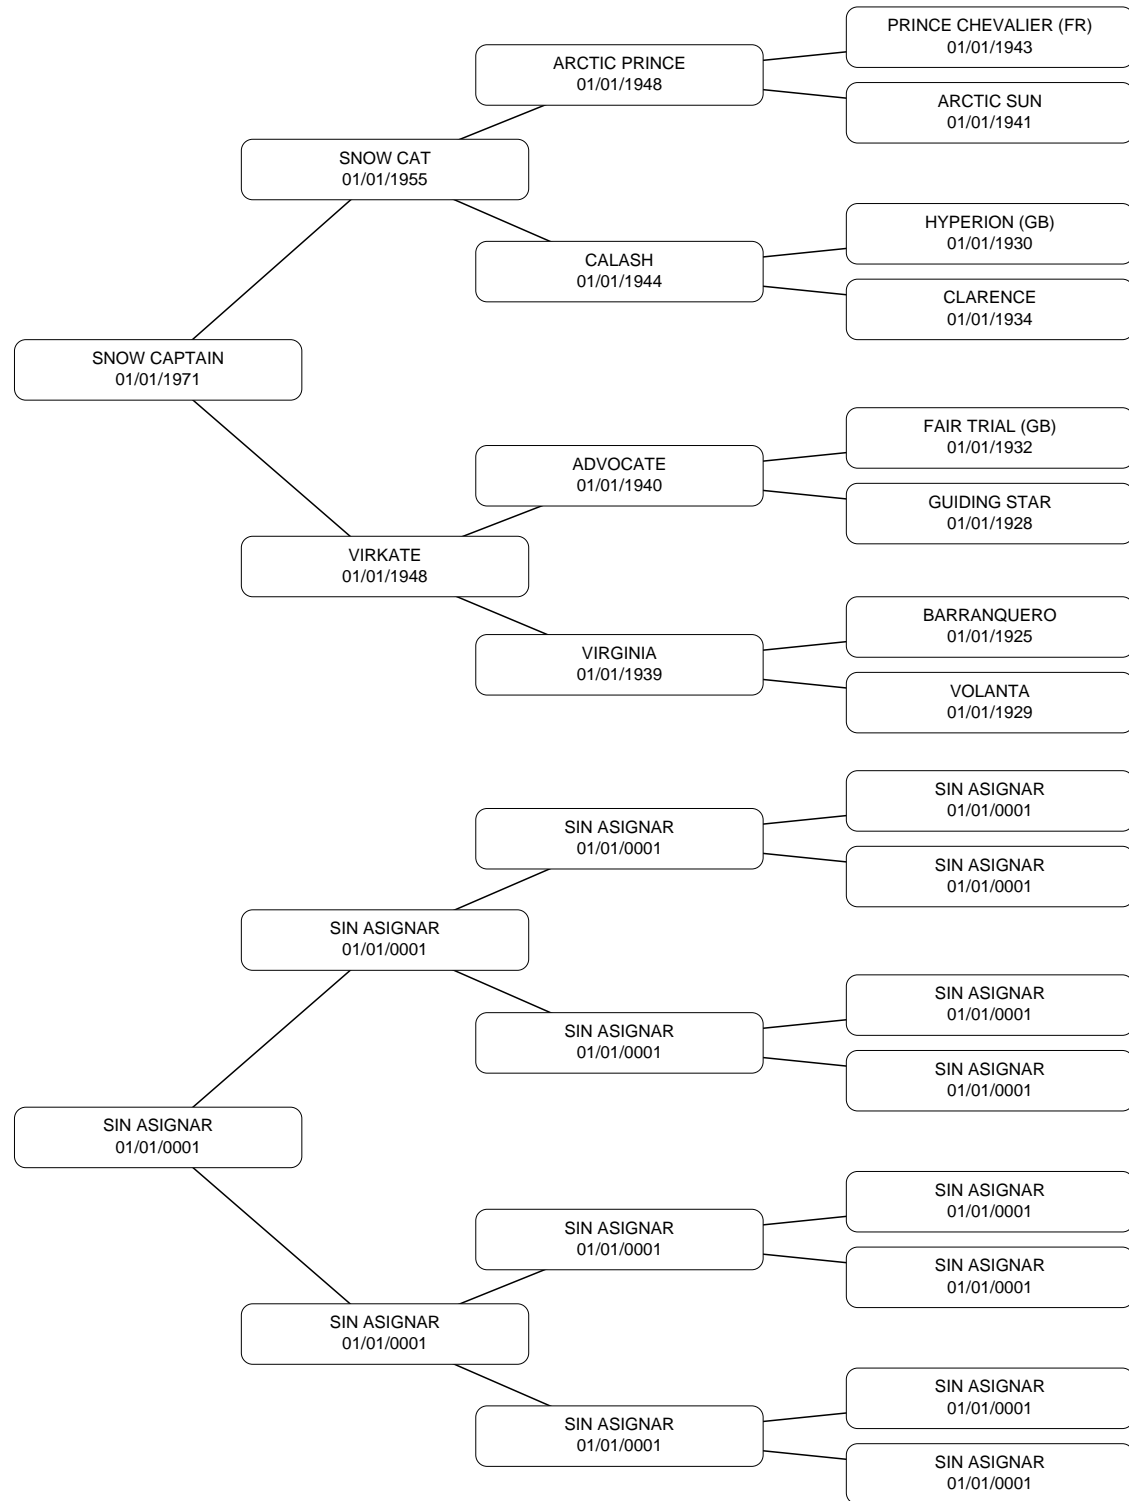 PRINCE CHEVALIER (FR)
01/01/1943
ARCTIC PRINCE
01/01/1948
ARCTIC SUN
01/01/1941
SNOW CAT
01/01/1955
HYPERION (GB)
01/01/1930
CALASH
01/01/1944
CLARENCE
01/01/1934
SNOW CAPTAIN
01/01/1971
FAIR TRIAL (GB)
01/01/1932
ADVOCATE
01/01/1940
GUIDING STAR
01/01/1928
VIRKATE
01/01/1948
BARRANQUERO
01/01/1925
VIRGINIA
01/01/1939
VOLANTA
01/01/1929
SIN ASIGNAR
01/01/0001
SIN ASIGNAR
01/01/0001
SIN ASIGNAR
01/01/0001
SIN ASIGNAR
01/01/0001
SIN ASIGNAR
01/01/0001
SIN ASIGNAR
01/01/0001
SIN ASIGNAR
01/01/0001
SIN ASIGNAR
01/01/0001
SIN ASIGNAR
01/01/0001
SIN ASIGNAR
01/01/0001
SIN ASIGNAR
01/01/0001
SIN ASIGNAR
01/01/0001
SIN ASIGNAR
01/01/0001
SIN ASIGNAR
01/01/0001
SIN ASIGNAR
01/01/0001